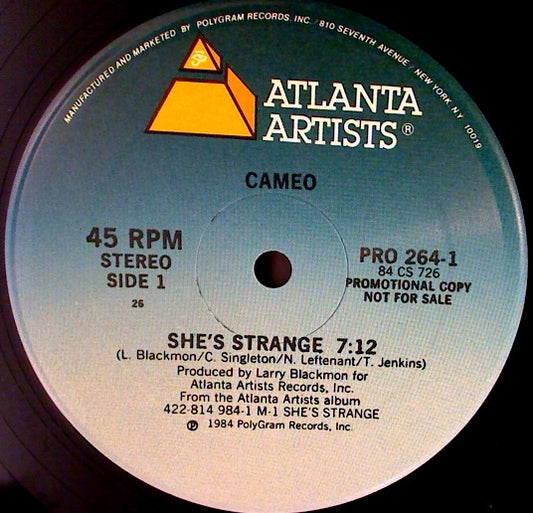 MANUFACTURED AND MARKETED BY POLYGRAM RECORDS, INC. / 810 SEVENTH AVENUE / NEW YORK, N.Y. 10019
ATLANTA
ARTISTS®
CAMEO
45 RPM
STEREO
SIDE 1
26
PRO 264-1
84 CS 726
PROMOTIONAL COPY
NOT FOR SALE
SHE'S STRANGE 7:12
(L. Blackmon/C. Singleton/N. Leftenant/T. Jenkins)
Produced by Larry Blackmon for
Atlanta Artists Records, Inc.
From the Atlanta Artists album
422-814 984-1 M-1 SHE'S STRANGE
℗ 1984 PolyGram Records, Inc.